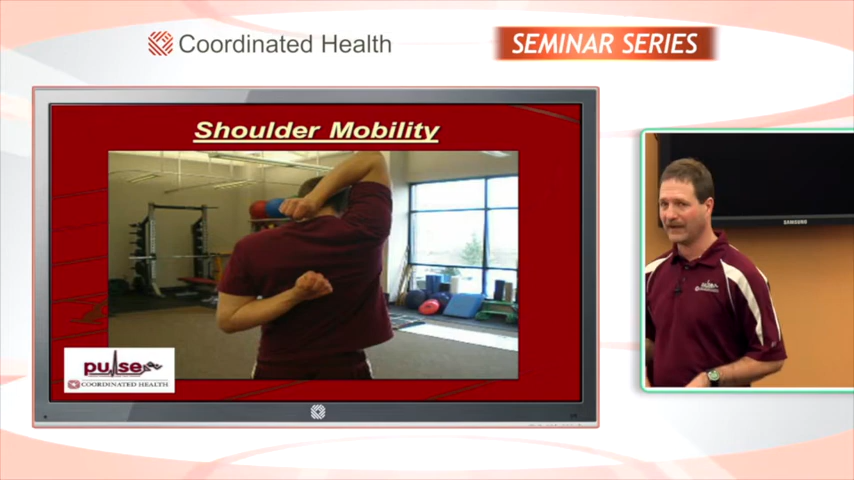 Coordinated Health
SEMINAR SERIES
Shoulder Mobility
SAMSUNG
pulse
COORDINATED HEALTH